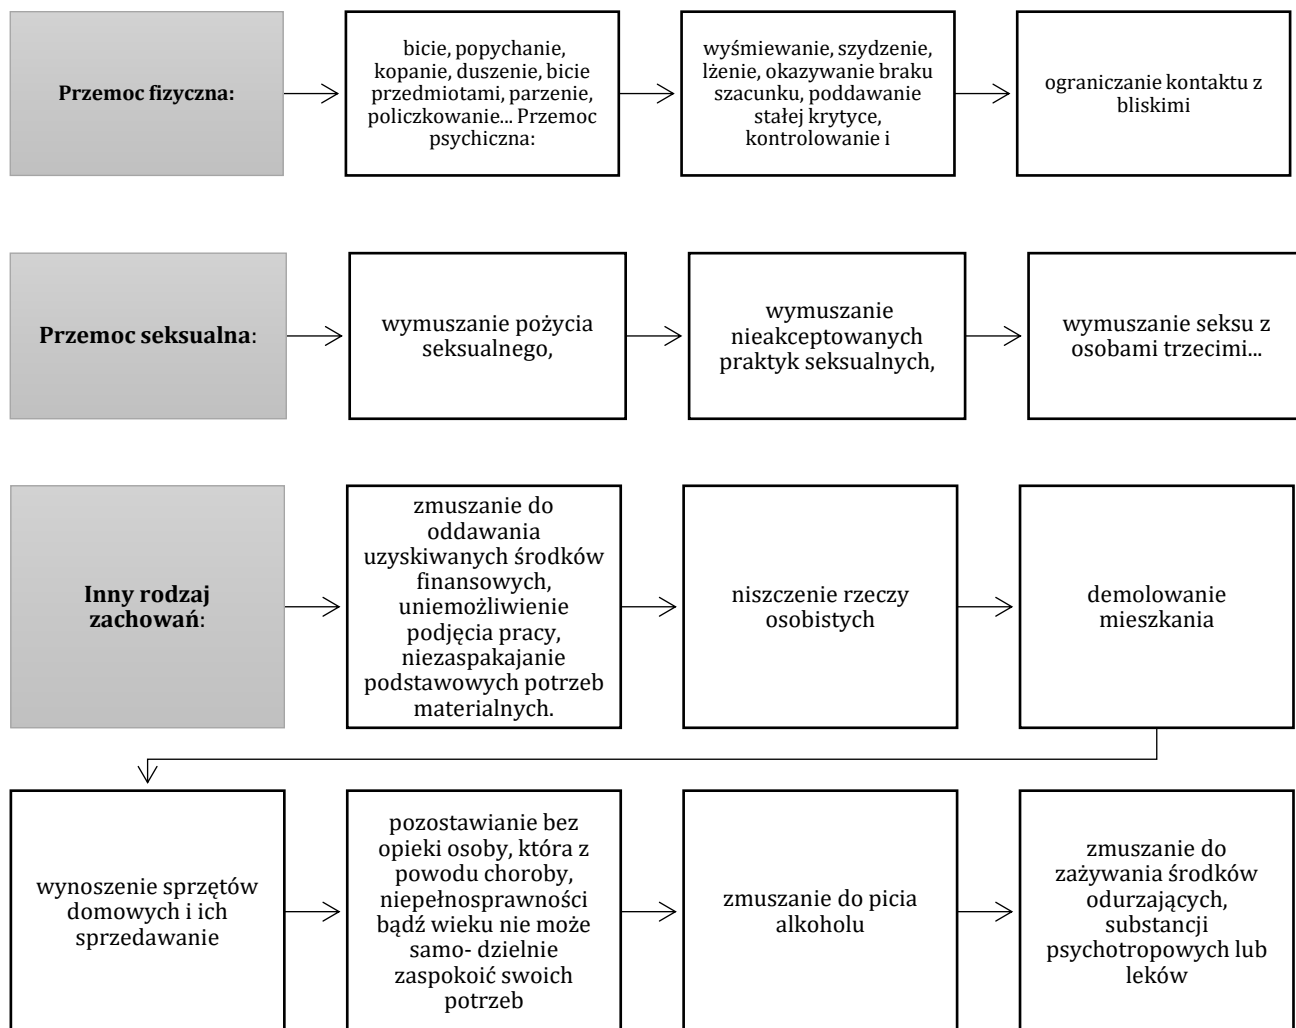 Przemoc fizyczna:
bicie, popychanie,
kopanie, duszenie, bicie
przedmiotami, parzenie,
policzkowanie... Przemoc
psychiczna:
wyśmiewanie, szydzenie,
lżenie, okazywanie braku
szacunku, poddawanie
stałej krytyce,
kontrolowanie i
ograniczanie kontaktu z
bliskimi
Przemoc seksualna:
wymuszanie pożycia
seksualnego,
wymuszanie
nieakceptowanych
praktyk seksualnych,
wymuszanie seksu z
osobami trzecimi...
Inny rodzaj
zachowań:
zmuszanie do
oddawania
uzyskiwanych środków
finansowych,
uniemożliwienie
podjęcia pracy,
niezaspakajanie
podstawowych potrzeb
materialnych.
niszczenie rzeczy
osobistych
demolowanie
mieszkania
wynoszenie sprzętów
domowych i ich
sprzedawanie
pozostawianie bez
opieki osoby, która z
powodu choroby,
niepełnosprawności
bądź wieku nie może
samo- dzielnie
zaspokoić swoich
potrzeb
zmuszanie do picia
alkoholu
zmuszanie do
zażywania środków
odurzających,
substancji
psychotropowych lub
leków